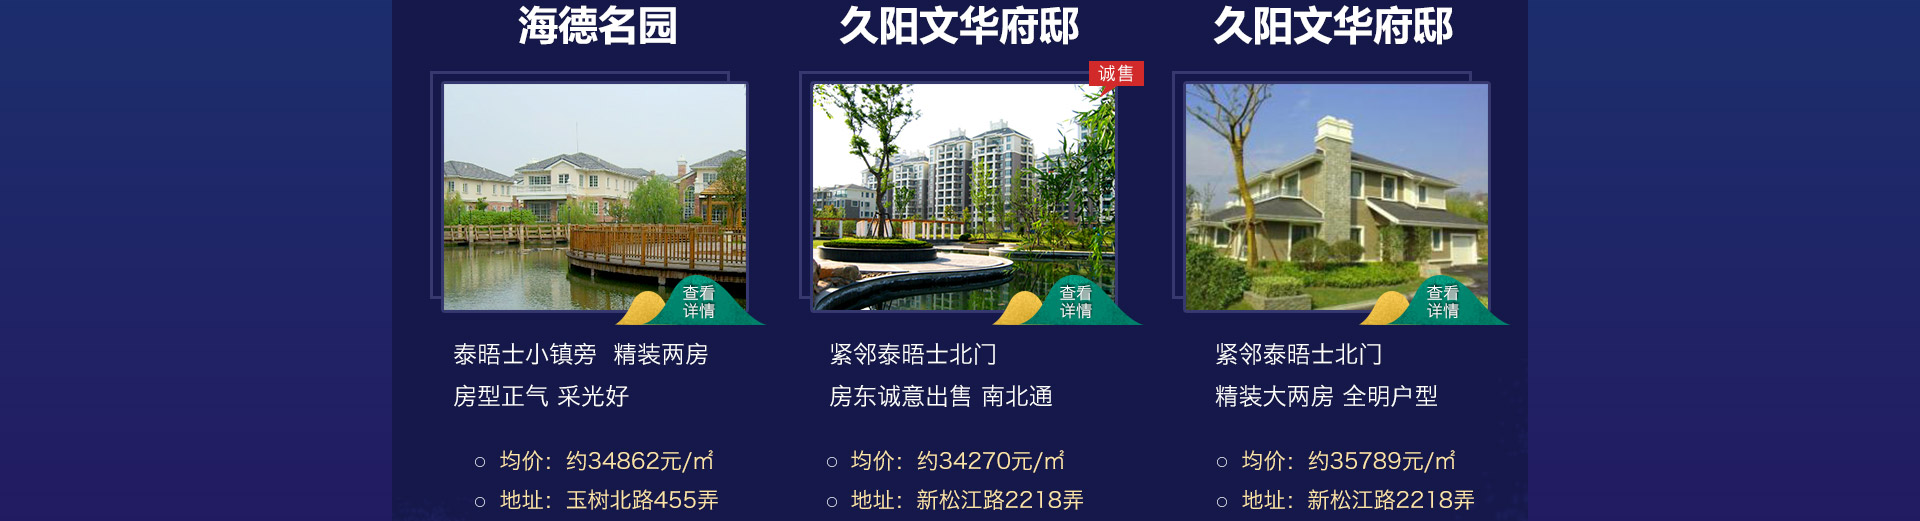 海德名园
久阳文华府邸
久阳文华府邸
诚售
查看
详情
查看
详情
查看
详情
泰晤士小镇旁 精装两房
房型正气 采光好
均价：约34862元/㎡
地址：玉树北路455弄
紧邻泰晤士北门
房东诚意出售 南北通
均价：约34270元/㎡
地址：新松江路2218弄
紧邻泰晤士北门
精装大两房 全明户型
均价：约35789元/㎡
地址：新松江路2218弄